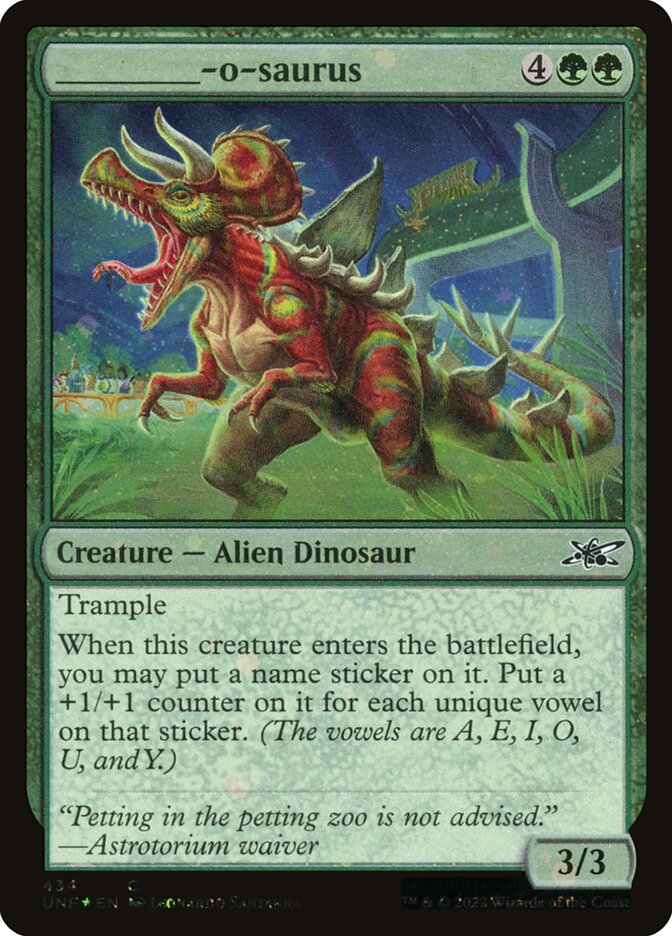 _________-o-saurus 4
PETTING ZOO
Creature — Alien Dinosaur
Trample
When this creature enters the battlefield,
you may put a name sticker on it. Put a
+1/+1 counter on it for each unique vowel
on that sticker. (The vowels are A, E, I, O,
U, and Y.)
“Petting in the petting zoo is not advised.”
—Astrotorium waiver
3/3
434 C
UNF EN Leonardo Santanna
™ & © 2022 Wizards of the Coast